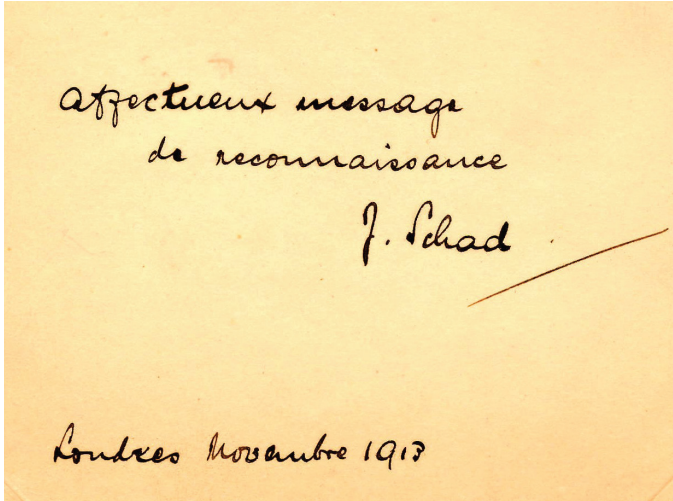 affectueux message
de reconnaissance
J. Schad
Londres Novembre 1913